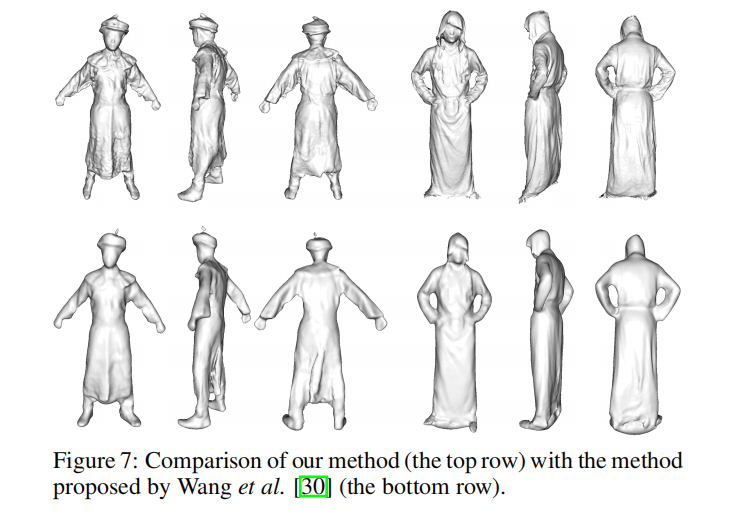 Figure 7: Comparison of our method (the top row) with the method
proposed by Wang et al. [30] (the bottom row).